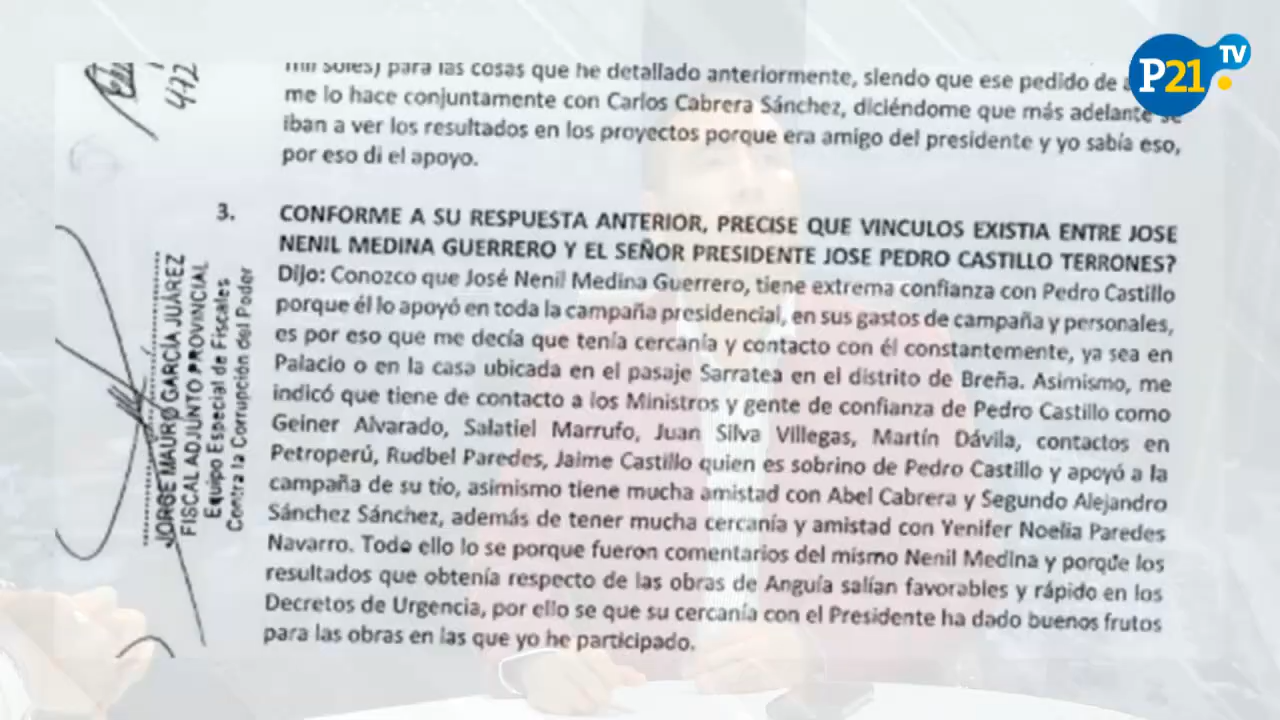 P21 TV
472
mil soles) para las cosas que he detallado anteriormente, siendo que ese pedido de
me lo hace conjuntamente con Carlos Cabrera Sánchez, diciéndome que más adelante se
iban a ver los resultados en los proyectos porque era amigo del presidente y yo sabía eso,
por eso di el apoyo.
3. CONFORME A SU RESPUESTA ANTERIOR, PRECISE QUE VINCULOS EXISTIA ENTRE JOSE
NENIL MEDINA GUERRERO Y EL SEÑOR PRESIDENTE JOSE PEDRO CASTILLO TERRONES?
Dijo: Conozco que José Nenil Medina Guerrero, tiene extrema confianza con Pedro Castillo
porque él lo apoyó en toda la campaña presidencial, en sus gastos de campaña y personales,
es por eso que me decía que tenía cercanía y contacto con él constantemente, ya sea en
Palacio o en la casa ubicada en el pasaje Sarratea en el distrito de Breña. Asimismo, me
indicó que tiene de contacto a los Ministros y gente de confianza de Pedro Castillo como
Geiner Alvarado, Salatiel Marrufo, Juan Silva Villegas, Martín Dávila, contactos en
Petroperú, Rudbel Paredes, Jaime Castillo quien es sobrino de Pedro Castillo y apoyó a la
campaña de su tío, asimismo tiene mucha amistad con Abel Cabrera y Segundo Alejandro
Sánchez Sánchez, además de tener mucha cercanía y amistad con Yenifer Noelia Paredes
Navarro. Todo ello lo se porque fueron comentarios del mismo Nenil Medina y porque los
resultados que obtenía respecto de las obras de Anguía salían favorables y rápido en los
Decretos de Urgencia, por ello se que su cercanía con el Presidente ha dado buenos frutos
para las obras en las que yo he participado.
JORGE MAURO GARCÍA JUÁREZ
FISCAL ADJUNTO PROVINCIAL
Equipo Especial de Fiscales
Contra la Corrupción del Poder